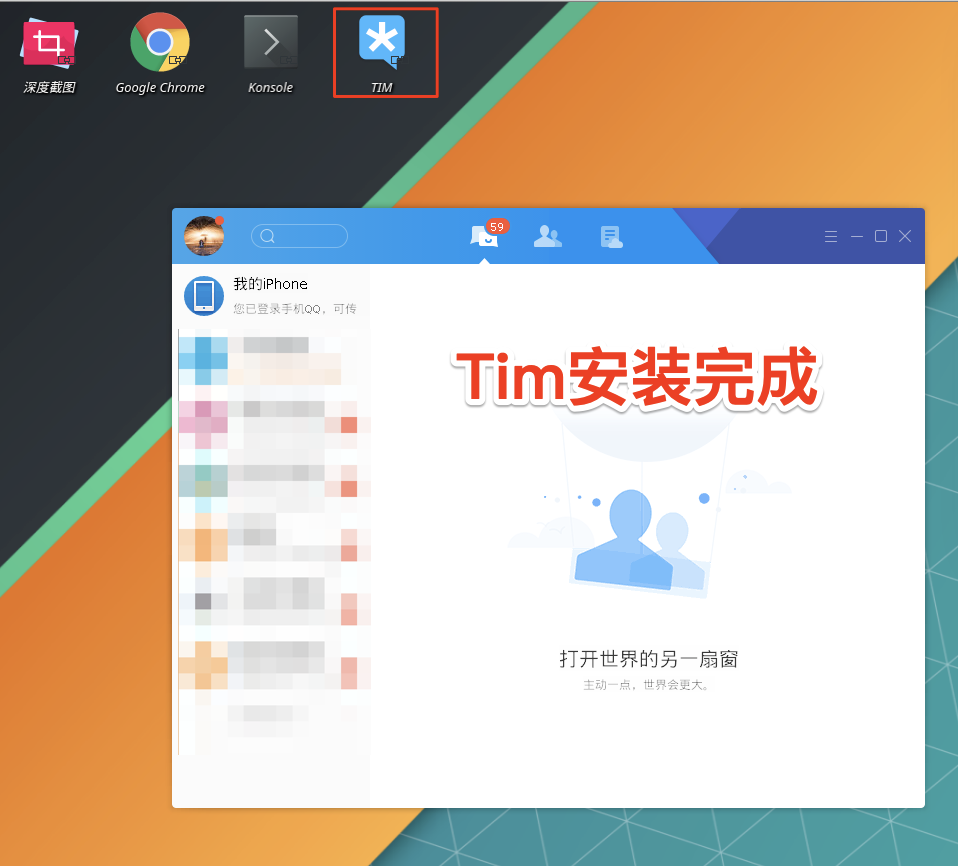 深度截图
Google Chrome
Konsole
TIM
59
我的iPhone
您已登录手机QQ，可传
Tim安装完成
打开世界的另一扇窗
主动一点，世界会更大。